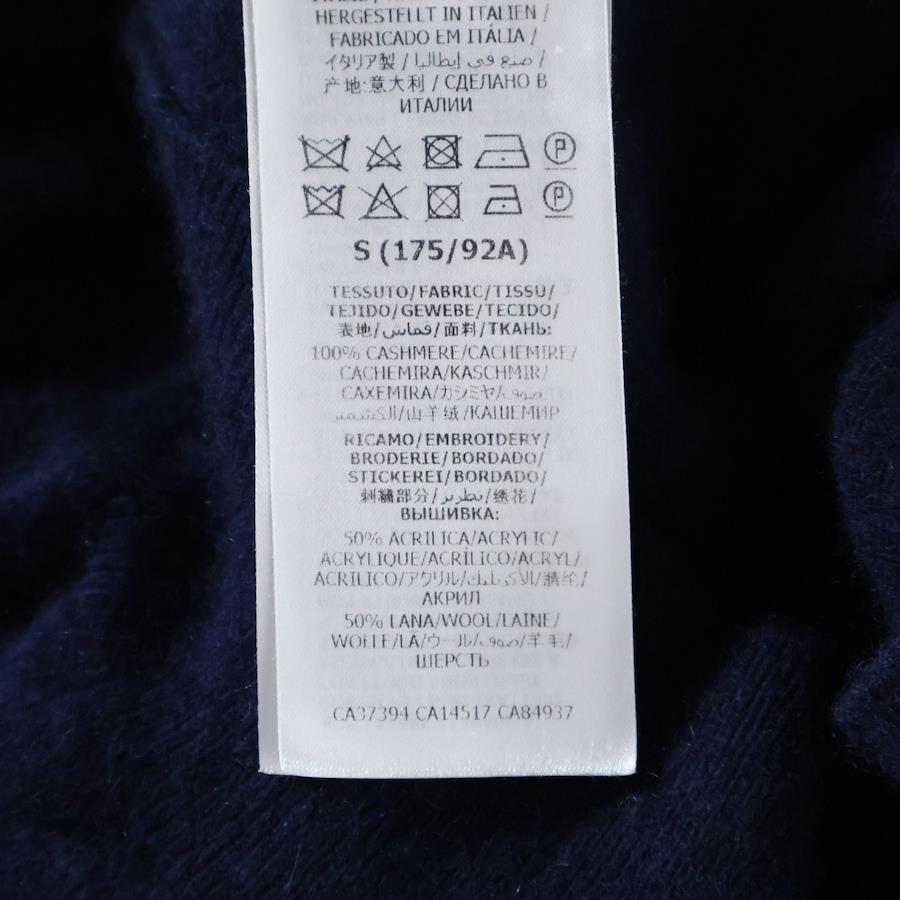 HERGESTELLT IN ITALIEN /
FABRICADO EM ITÁLIA /
イタリア製 / صنع في إيطاليا /
产地:意大利 / СДЕЛАНО В
ИТАЛИИ
P
P
S (175/92A)
TESSUTO/FABRIC/TISSU/
TEJIDO/GEWEBE/TECIDO/
表地/قماش/面料/ТКАНЬ:
100% CASHMERE/CACHEMIRE/
CACHEMIRA/KASCHMIR/
CAXEMIRA/カシミヤ/صوف
الكشمير/山羊绒/КАШЕМИР
RICAMO/EMBROIDERY/
BRODERIE/BORDADO/
STICKEREI/BORDADO/
刺繍部分/تطريز/绣花/
ВЫШИВКА:
50% ACRILICA/ACRYLIC/
ACRYLIQUE/ACRÍLICO/ACRYL/
ACRÍLICO/アクリル/الأكريليك/腈纶/
АКРИЛ
50% LANA/WOOL/LAINE/
WOLLE/LÃ/ウール/صوف/羊毛/
ШЕРСТЬ
CA37394 CA14517 CA84937